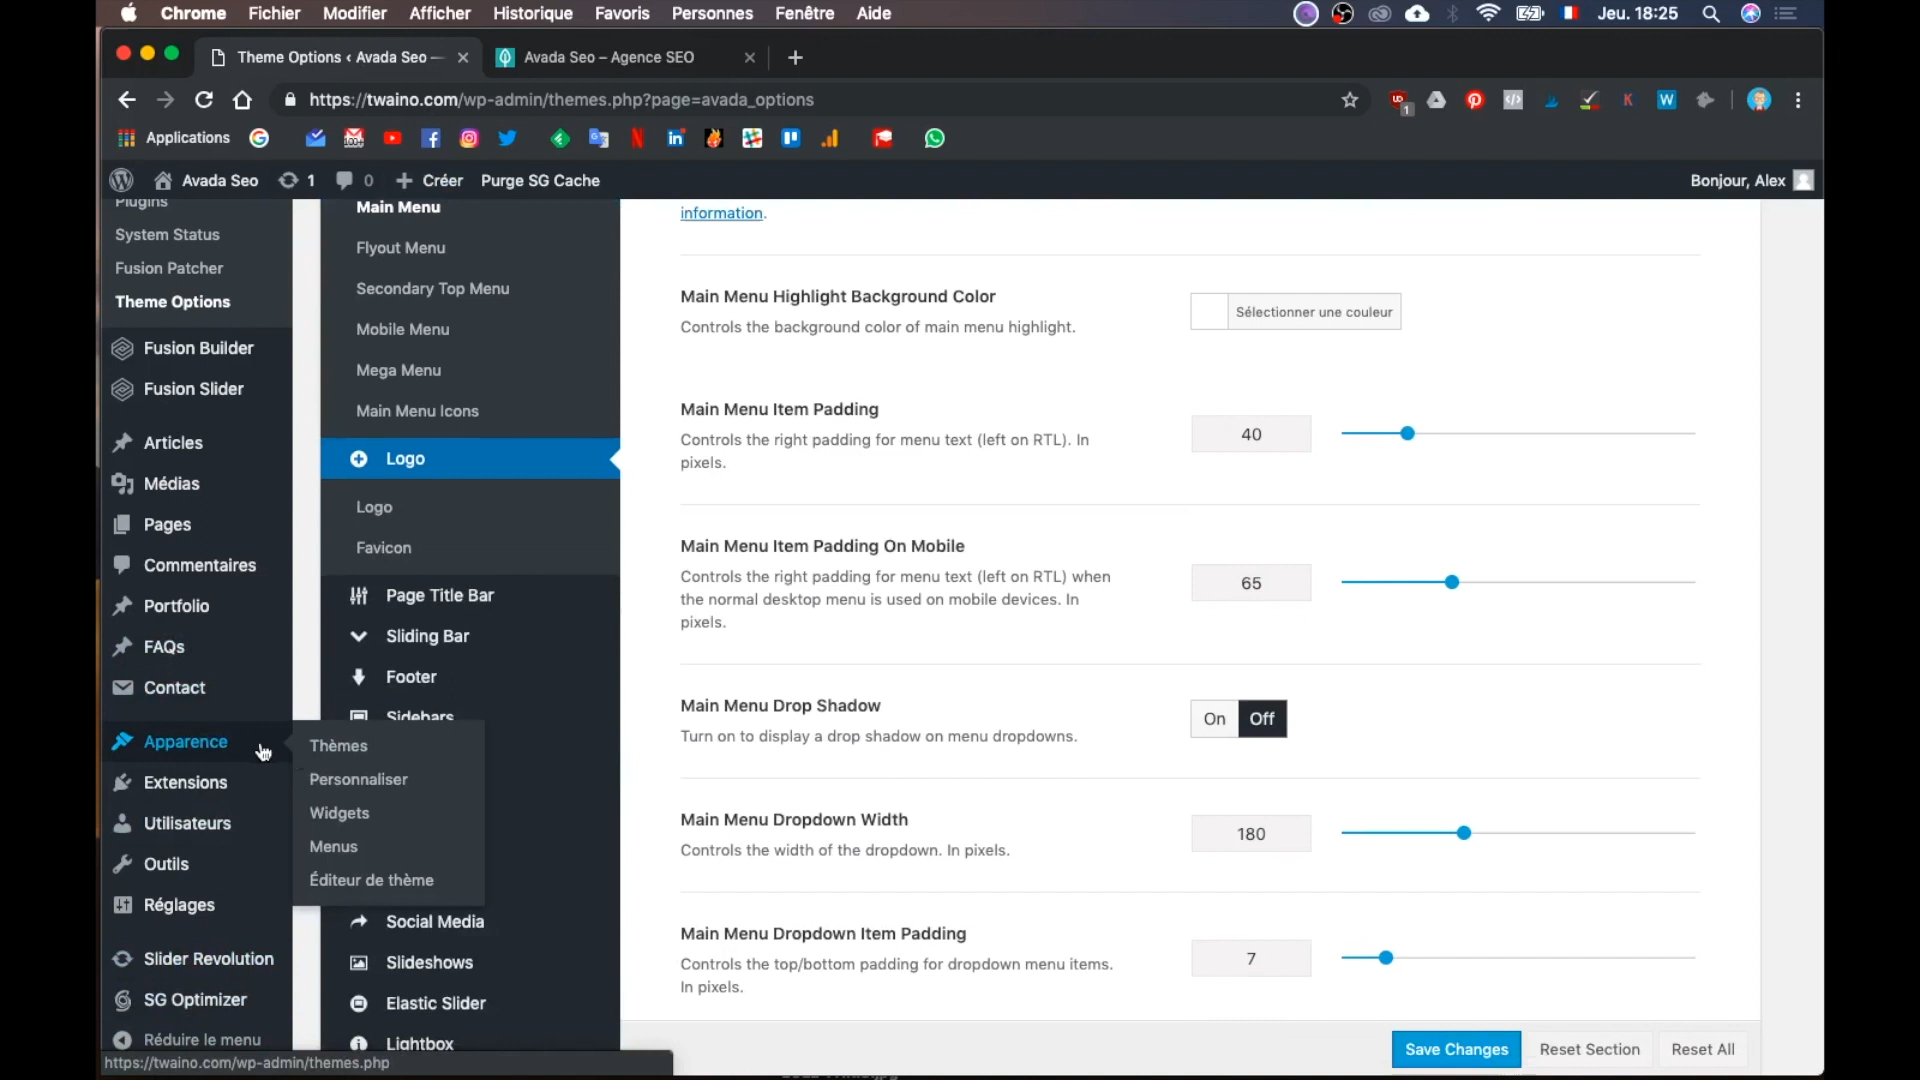 Chrome Fichier Modifier Afficher Historique Favoris Personnes Fenêtre Aide Jeu. 18:25
Theme Options ‹ Avada Seo — Avada Seo – Agence SEO
https://twaino.com/wp-admin/themes.php?page=avada_options
Applications
Avada Seo 1 0 Créer Purge SG Cache Bonjour, Alex
Plugins
System Status
Fusion Patcher
Theme Options
Fusion Builder
Fusion Slider
Articles
Médias
Pages
Commentaires
Portfolio
FAQs
Contact
Apparence
Extensions
Utilisateurs
Outils
Réglages
Slider Revolution
SG Optimizer
Réduire le menu
https://twaino.com/wp-admin/themes.php
Thèmes
Personnaliser
Widgets
Menus
Éditeur de thème
Main Menu
Flyout Menu
Secondary Top Menu
Mobile Menu
Mega Menu
Main Menu Icons
Logo
Logo
Favicon
Page Title Bar
Sliding Bar
Footer
Sidebars
Social Media
Slideshows
Elastic Slider
Lightbox
information.
Main Menu Highlight Background Color
Controls the background color of main menu highlight.
Sélectionner une couleur
Main Menu Item Padding
Controls the right padding for menu text (left on RTL). In
pixels.
40
Main Menu Item Padding On Mobile
Controls the right padding for menu text (left on RTL) when
the normal desktop menu is used on mobile devices. In
pixels.
65
Main Menu Drop Shadow
Turn on to display a drop shadow on menu dropdowns.
On Off
Main Menu Dropdown Width
Controls the width of the dropdown. In pixels.
180
Main Menu Dropdown Item Padding
Controls the top/bottom padding for dropdown menu items.
In pixels.
7
Save Changes Reset Section Reset All